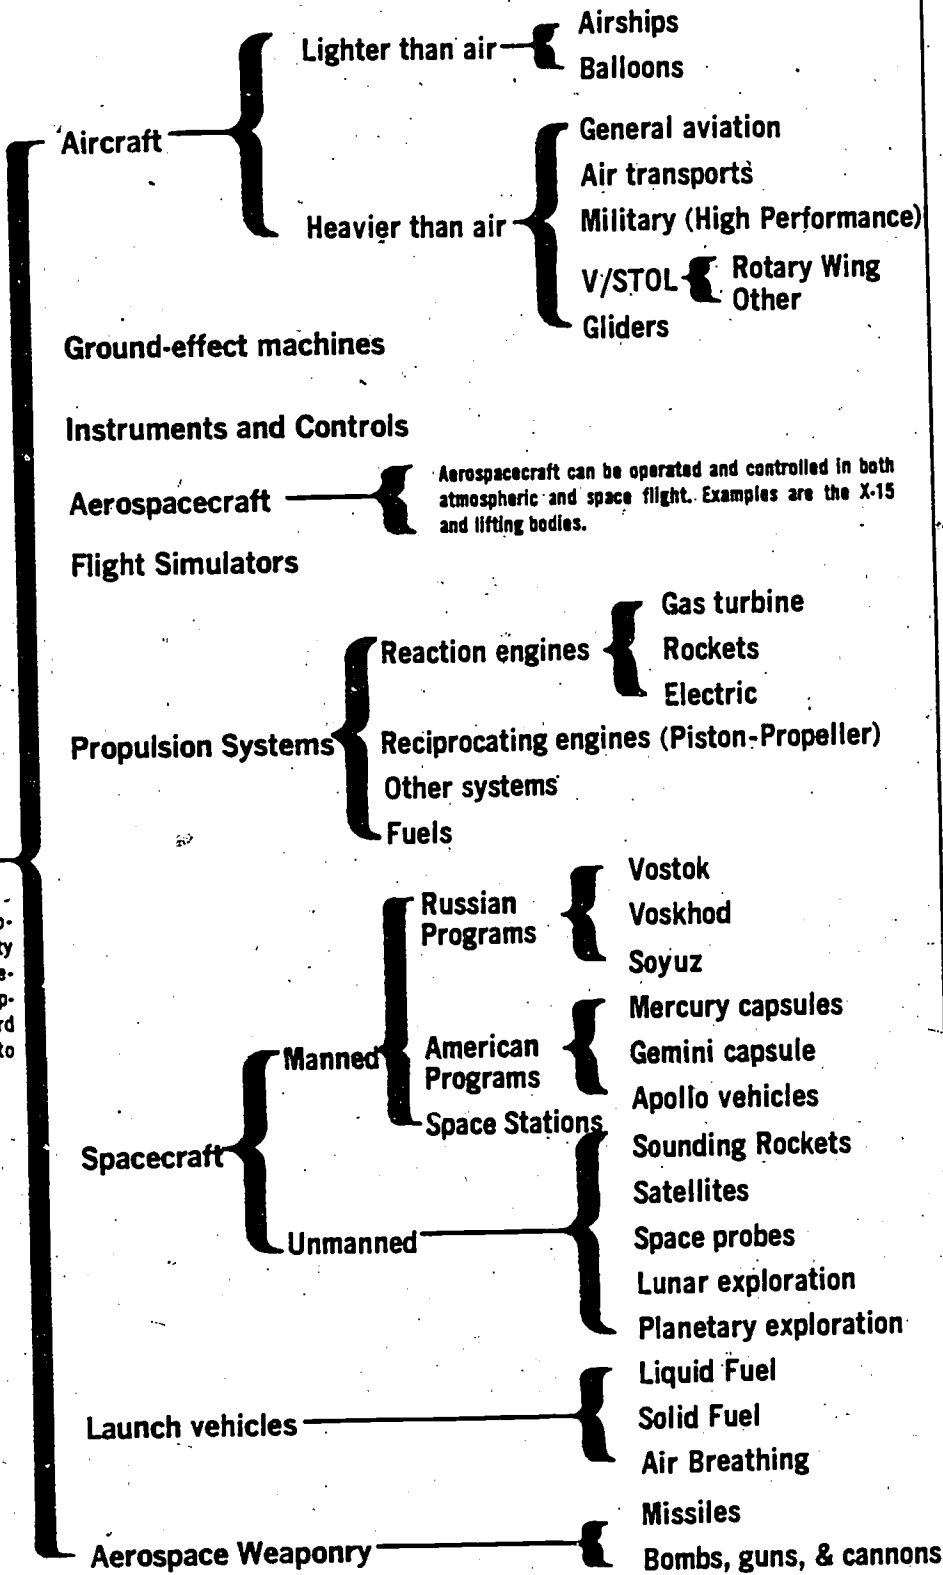 Airships
Lighter than air
Balloons
Aircraft
General aviation
Air transports
Military (High Performance)
Heavier than air
V/STOL
Rotary Wing
Other
Gliders
Ground-effect machines
Instruments and Controls
Aerospacecraft
Aerospacecraft can be operated and controlled in both
atmospheric and space flight. Examples are the X-15
and lifting bodies.
Flight Simulators
Propulsion Systems
Reaction engines
Gas turbine
Rockets
Electric
Reciprocating engines (Piston-Propeller)
Other systems
Fuels
Spacecraft
Manned
Russian
Programs
Vostok
Voskhod
Soyuz
American
Programs
Mercury capsules
Gemini capsule
Apollo vehicles
Space Stations
Unmanned
Sounding Rockets
Satellites
Space probes
Lunar exploration
Planetary exploration
Launch vehicles
Liquid Fuel
Solid Fuel
Air Breathing
Aerospace Weaponry
Missiles
Bombs, guns, & cannons
ty
e-
p-
rd
to